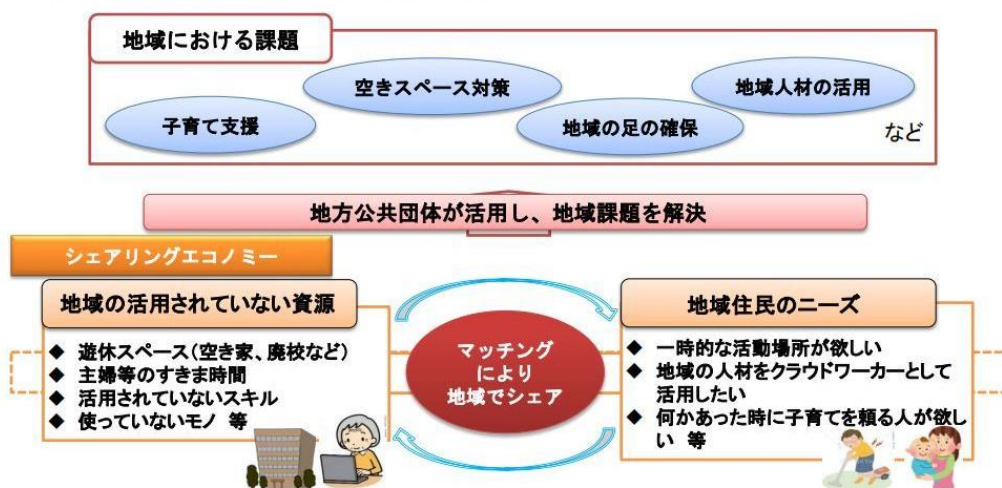 地域における課題
空きスペース対策
地域人材の活用
子育て支援
地域の足の確保
など
地方公共団体が活用し、地域課題を解決
シェアリングエコノミー
地域の活用されていない資源
◆ 遊休スペース(空き家、廃校など)
◆ 主婦等のすきま時間
◆ 活用されていないスキル
◆ 使っていないモノ 等
マッチング
により
地域でシェア
地域住民のニーズ
◆ 一時的な活動場所が欲しい
◆ 地域の人材をクラウドワーカーとして
活用したい
◆ 何かあった時に子育てを頼る人が欲し
い 等